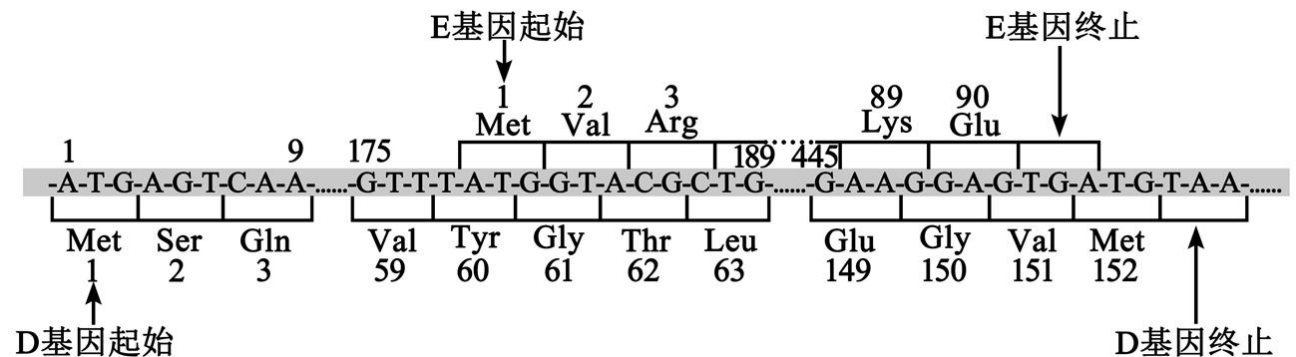 E基因起始
E基因终止
1 2 3 89 90
Met Val Arg Lys Glu
1 9 175 189 445
-A-T-G-A-G-T-C-A-A-……-G-T-T-T-A-T-G-G-T-A-C-G-C-T-G-……-G-A-A-G-G-A-G-T-G-A-T-G-T-A-A-……
Met Ser Gln Val Tyr Gly Thr Leu Glu Gly Val Met
1 2 3 59 60 61 62 63 149 150 151 152
D基因起始
D基因终止